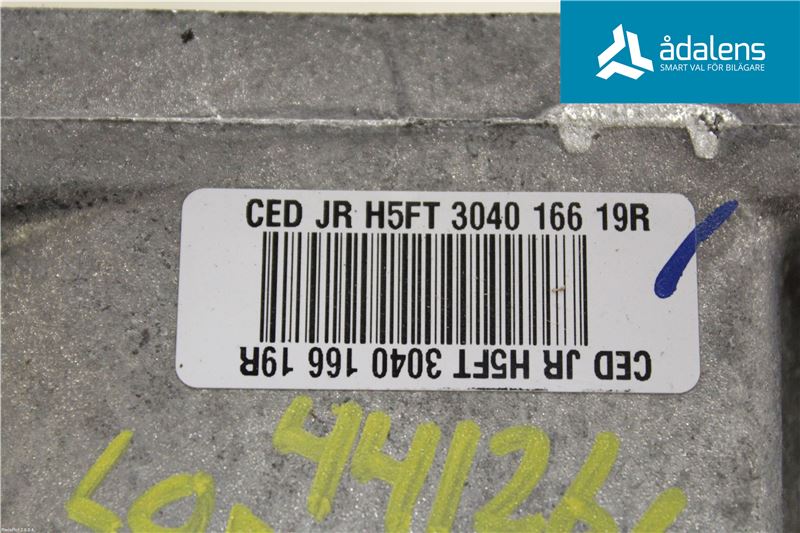 ådalens
SMART VAL FÖR BILÄGARE
CED JR H5FT 3040 166 19R
CED JR H5FT 3040 166 19R